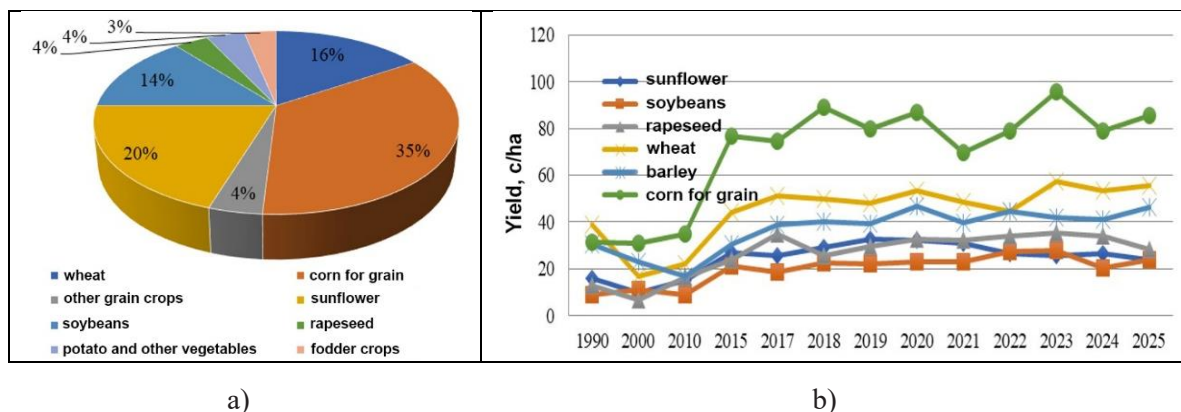 3%
4%
4%
16%
14%
35%
20%
4%
wheat
corn for grain
other grain crops
sunflower
soybeans
rapeseed
potato and other vegetables
fodder crops
a)
120
100
80
60
40
20
0
Yield, c/ha
sunflower
soybeans
rapeseed
wheat
barley
corn for grain
1990 2000 2010 2015 2017 2018 2019 2020 2021 2022 2023 2024 2025
b)